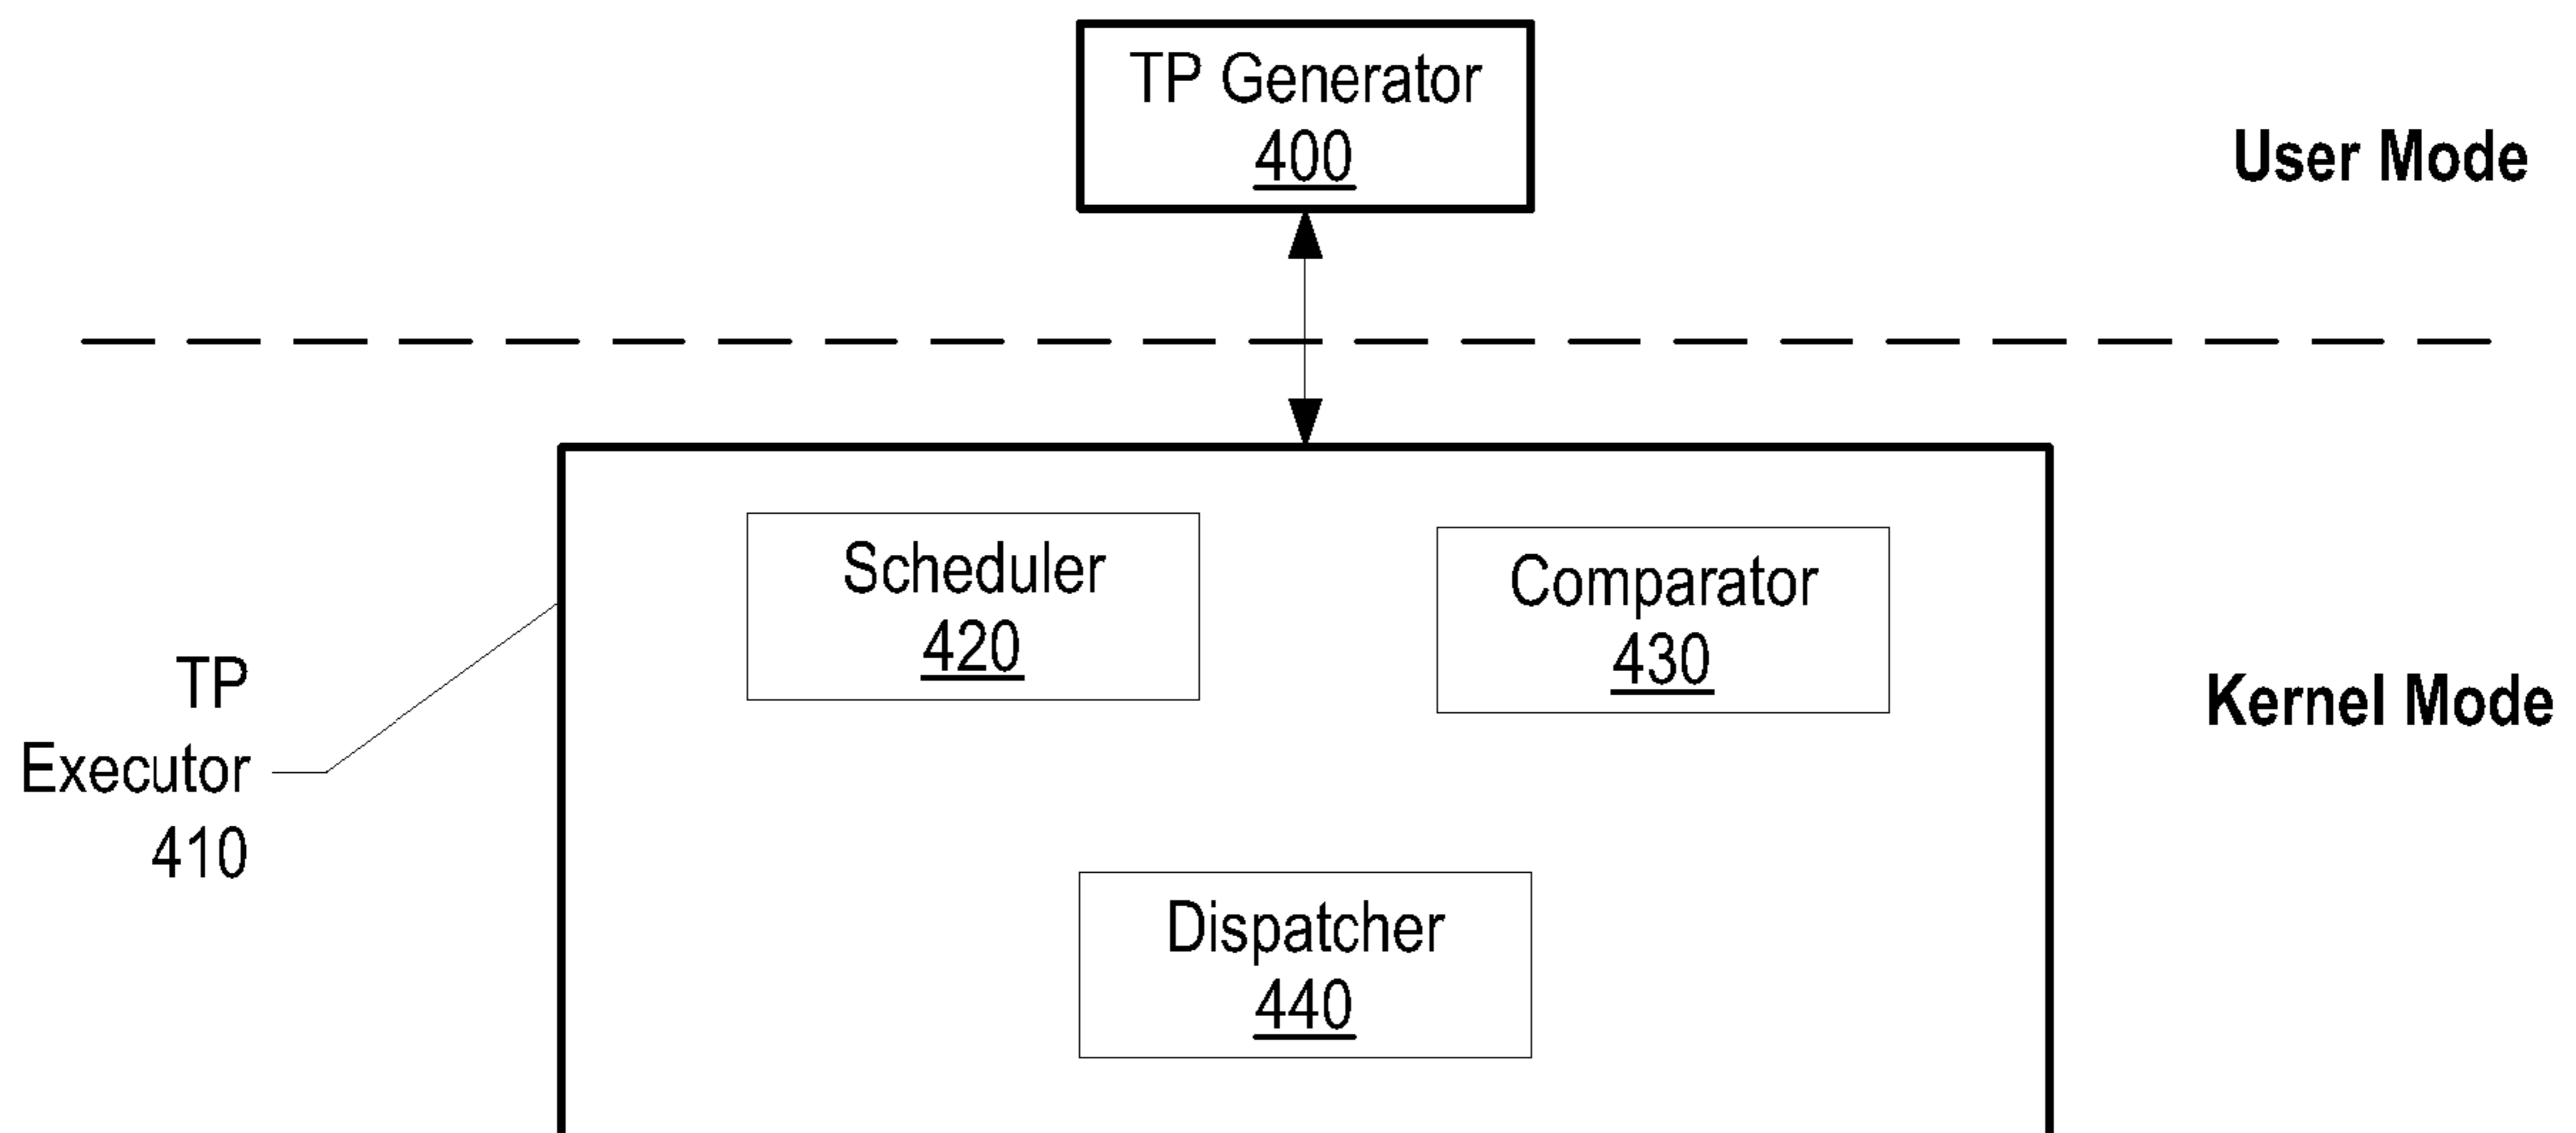 TP Generator
400
User Mode
Scheduler
420
Comparator
430
TP
Executor
410
Kernel Mode
Dispatcher
440